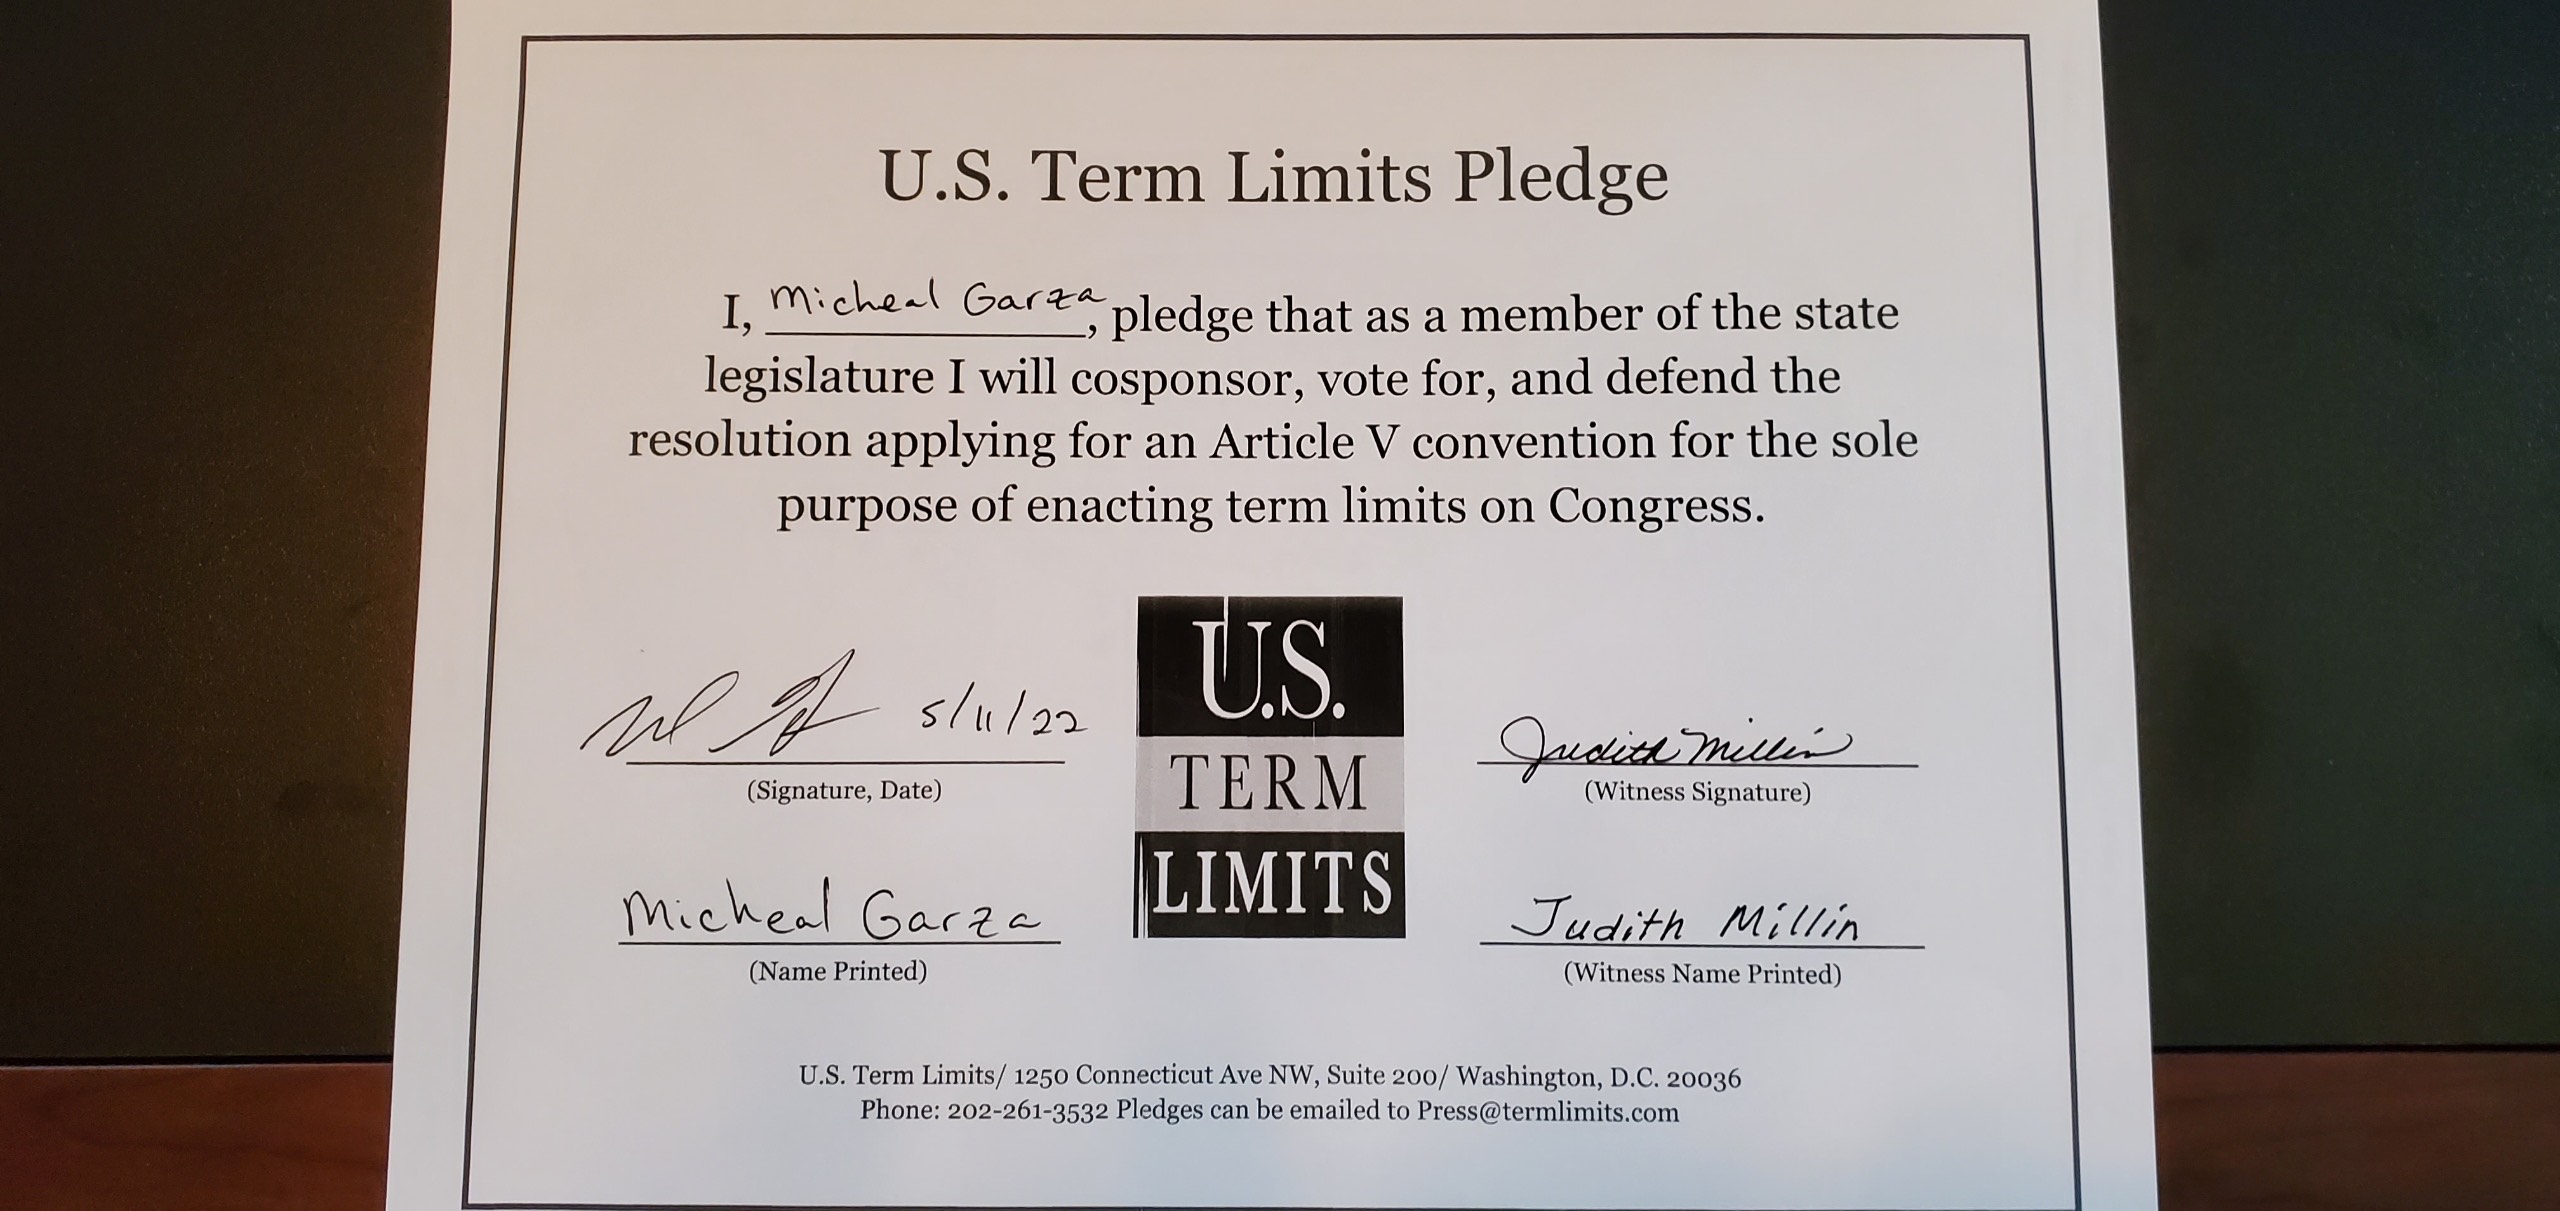 U.S. Term Limits Pledge
I, Micheal Garza, pledge that as a member of the state
legislature I will cosponsor, vote for, and defend the
resolution applying for an Article V convention for the sole
purpose of enacting term limits on Congress.
5/11/22
(Signature, Date)
Micheal Garza
(Name Printed)
U.S.
TERM
LIMITS
Judith Millin
(Witness Signature)
Judith Millin
(Witness Name Printed)
U.S. Term Limits/ 1250 Connecticut Ave NW, Suite 200/ Washington, D.C. 20036
Phone: 202-261-3532 Pledges can be emailed to Press@termlimits.com